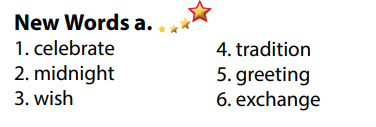 New Words a.
1. celebrate
2. midnight
3. wish
4. tradition
5. greeting
6. exchange